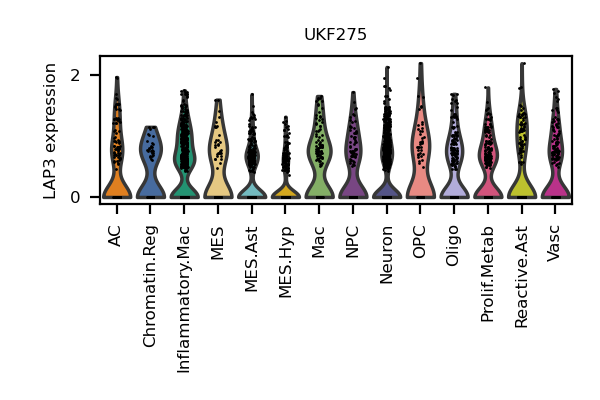 UKF275
LAP3 expression
2
0
AC
Chromatin.Reg
Inflammatory.Mac
MES
MES.Ast
MES.Hyp
Mac
NPC
Neuron
OPC
Oligo
Prolif.Metab
Reactive.Ast
Vasc